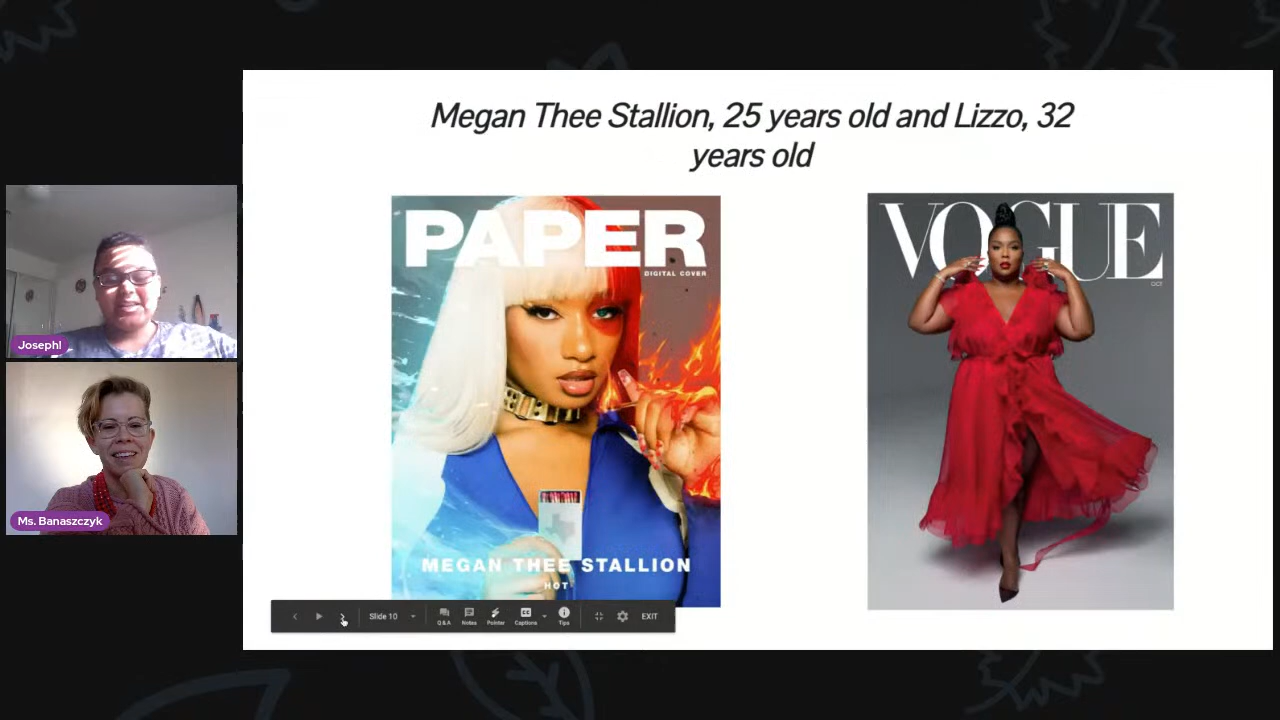 Megan Thee Stallion, 25 years old and Lizzo, 32
years old
PAPER
DIGITAL COVER
MEGAN THEE STALLION
HOT
VOGUE
OCT
JosephI
Ms. Banaszczyk
Slide 10
Q & A
Notes
Pointer
Captions
Tips
EXIT